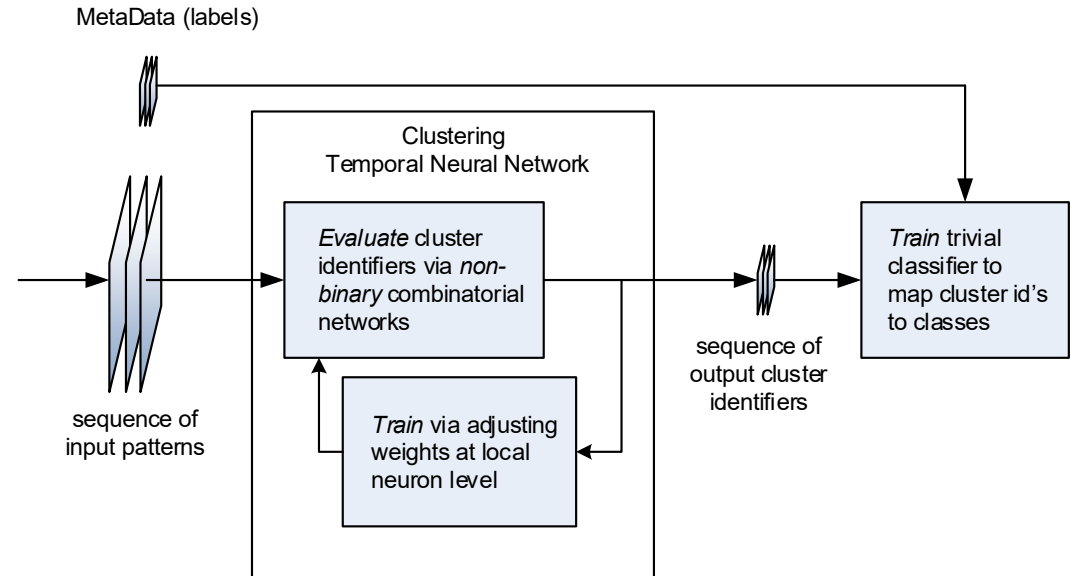 MetaData (labels)
Clustering
Temporal Neural Network
Evaluate cluster
identifiers via non-
binary combinatorial
networks
Train trivial
classifier to
map cluster id's
to classes
sequence of
output cluster
identifiers
sequence of
input patterns
Train via adjusting
weights at local
neuron level